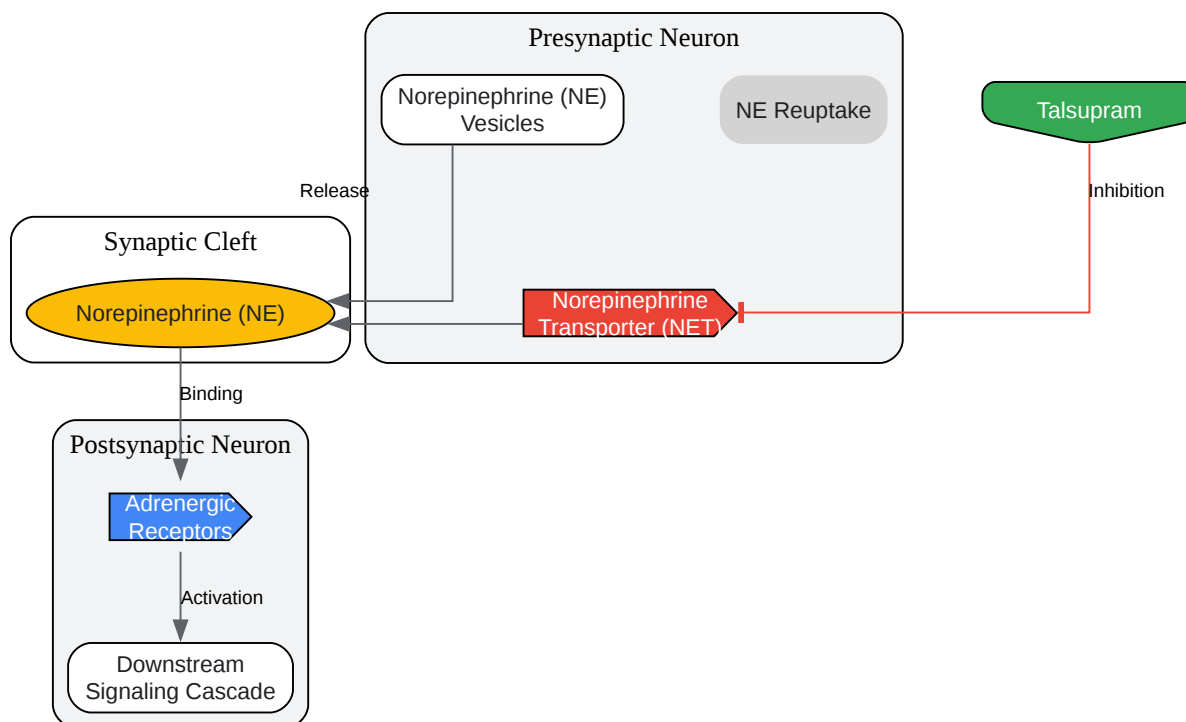 Presynaptic Neuron
Norepinephrine (NE)
Vesicles
NE Reuptake
Talsupram
Release
Inhibition
Synaptic Cleft
Norepinephrine (NE)
Norepinephrine
Transporter (NET)
Binding
Postsynaptic Neuron
Adrenergic
Receptors
Activation
Downstream
Signaling Cascade